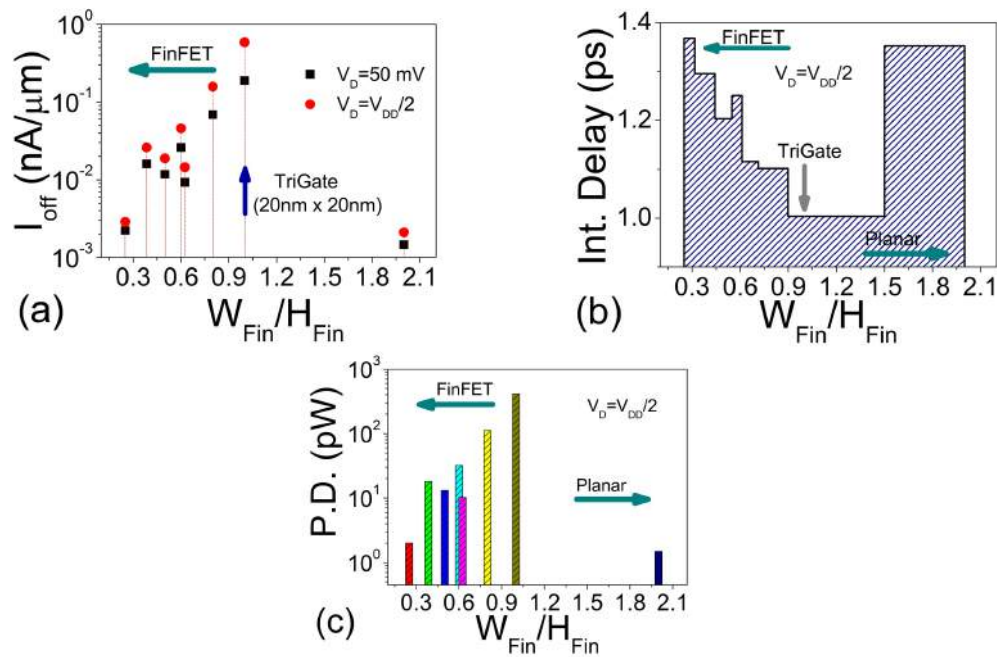 10⁰
10⁻¹
10⁻²
10⁻³
I_off (nA/μm)
FinFET
V_D=50 mV
V_D=V_DD/2
TriGate
(20nm x 20nm)
0.3 0.6 0.9 1.2 1.5 1.8 2.1
W_Fin/H_Fin
(a)
1.4
1.2
1.0
Int. Delay (ps)
FinFET
V_D=V_DD/2
TriGate
Planar
0.3 0.6 0.9 1.2 1.5 1.8 2.1
W_Fin/H_Fin
(b)
10³
10²
10¹
10⁰
P.D. (pW)
FinFET
V_D=V_DD/2
Planar
0.3 0.6 0.9 1.2 1.5 1.8 2.1
W_Fin/H_Fin
(c)